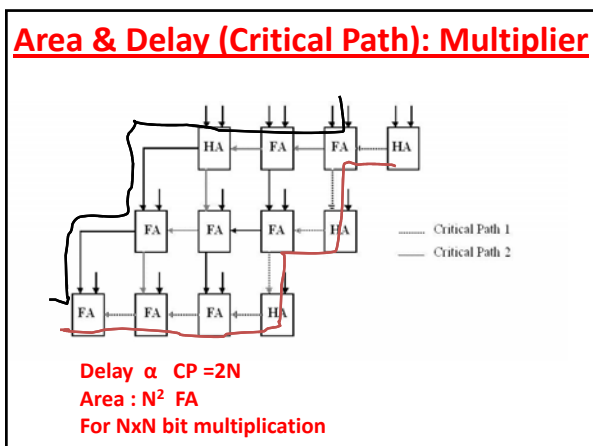 Area & Delay (Critical Path): Multiplier
HA FA FA HA
FA FA FA HA
Critical Path 1
Critical Path 2
FA FA FA HA
Delay α CP =2N
Area : N² FA
For NxN bit multiplication